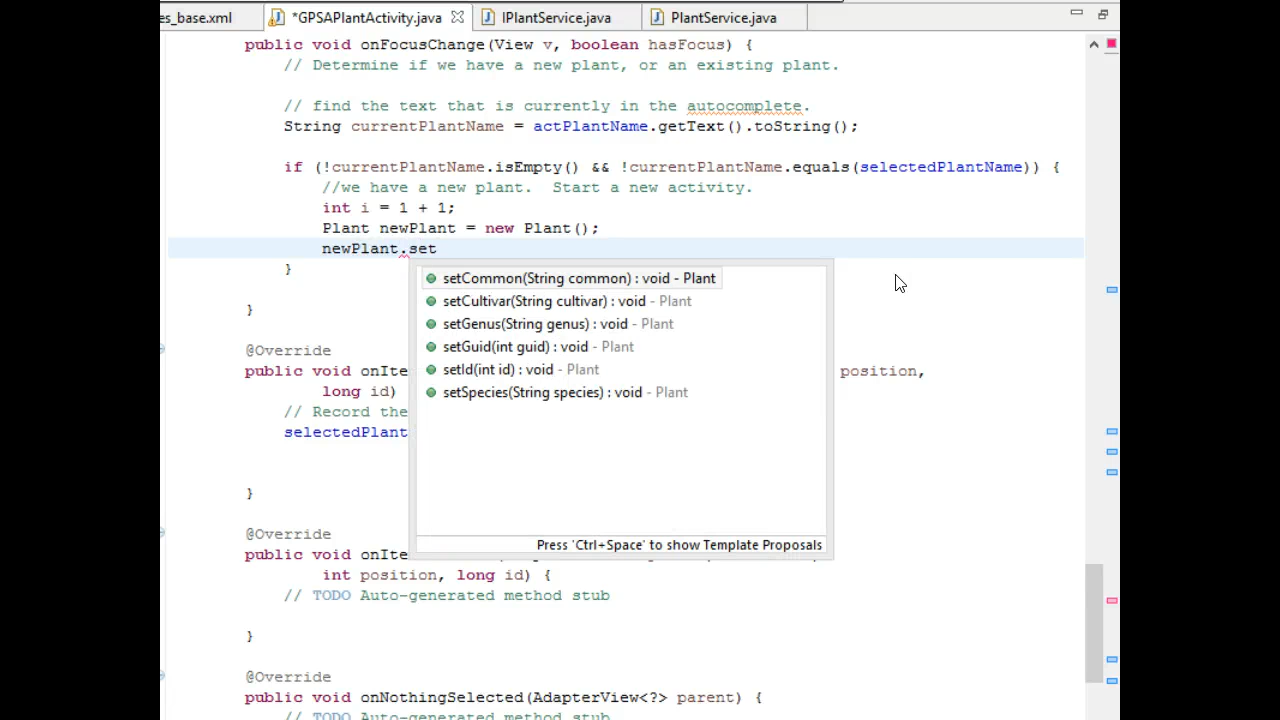 es_base.xml *GPSAPlantActivity.java IPlantService.java PlantService.java
public void onFocusChange(View v, boolean hasFocus) {
// Determine if we have a new plant, or an existing plant.
// find the text that is currently in the autocomplete.
String currentPlantName = actPlantName.getText().toString();
if (!currentPlantName.isEmpty() && !currentPlantName.equals(selectedPlantName)) {
//we have a new plant.  Start a new activity.
int i = 1 + 1;
Plant newPlant = new Plant();
newPlant.set
}
setCommon(String common) : void - Plant
setCultivar(String cultivar) : void - Plant
setGenus(String genus) : void - Plant
setGuid(int guid) : void - Plant
setId(int id) : void - Plant
setSpecies(String species) : void - Plant
Press 'Ctrl+Space' to show Template Proposals
}
@Override
public void onIte position,
long id)
// Record the
selectedPlant
}
@Override
public void onIte
int position, long id) {
// TODO Auto-generated method stub
}
@Override
public void onNothingSelected(AdapterView<?> parent) {
// TODO Auto-generated method stub